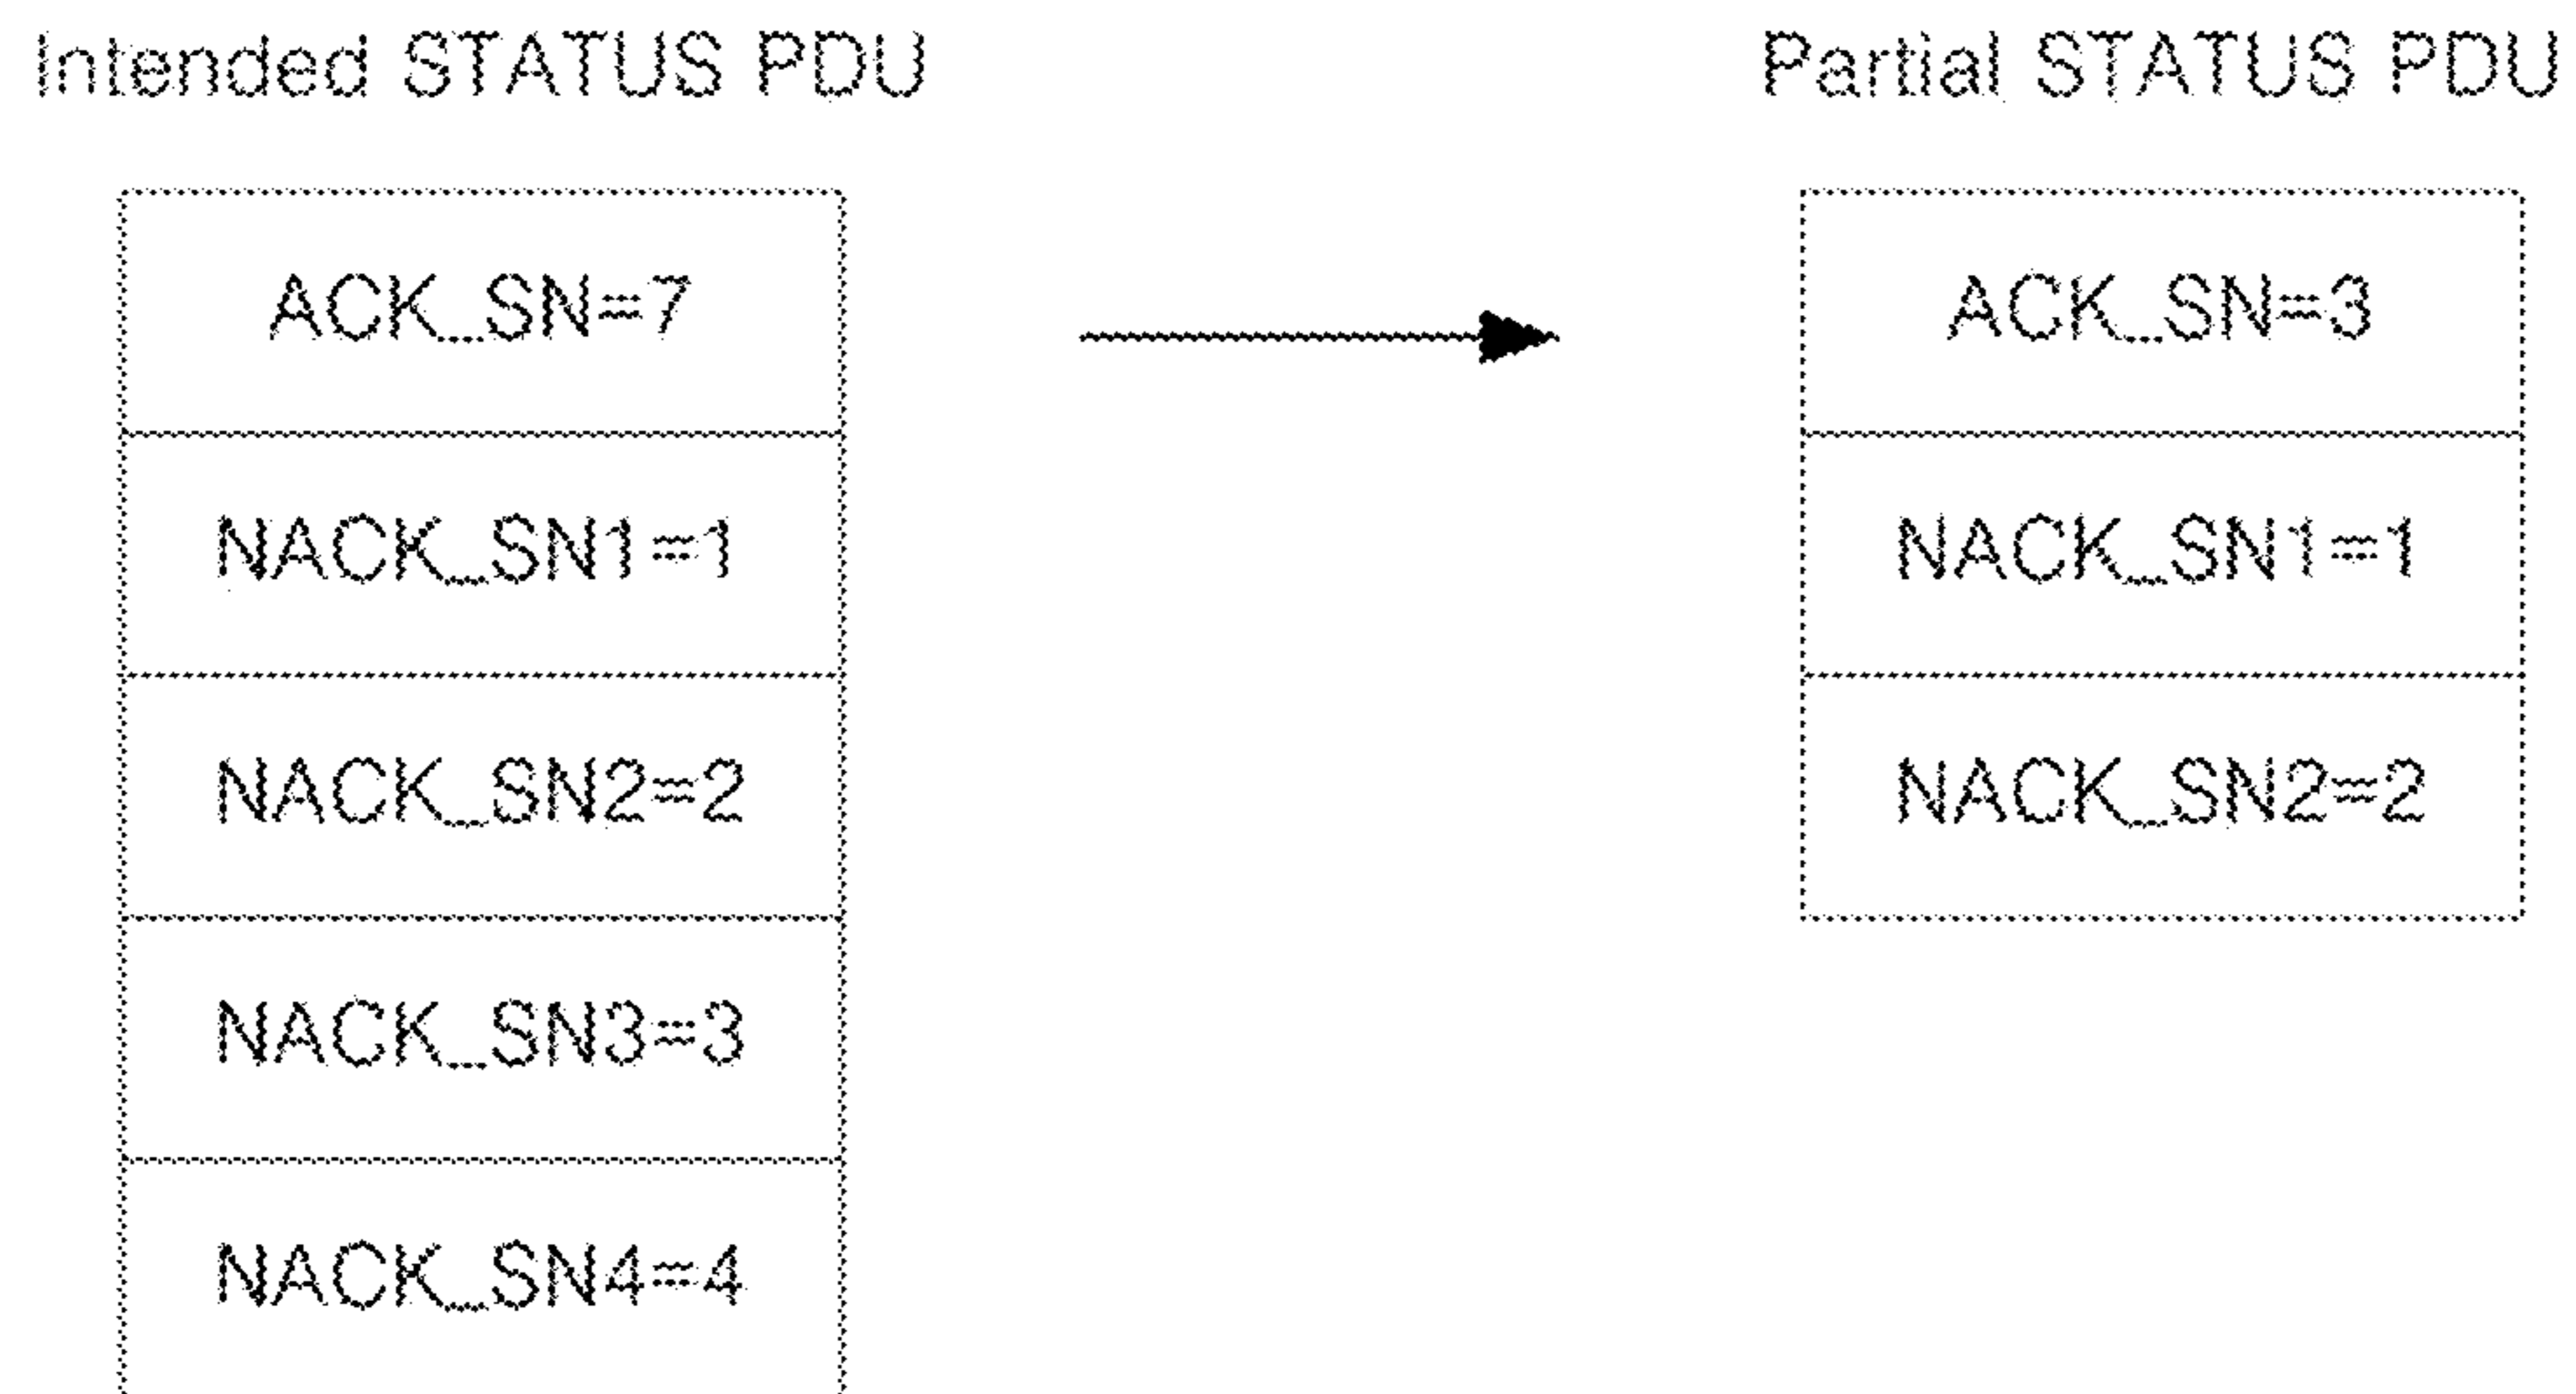 Intended STATUS PDU
ACK_SN=7
NACK_SN1=1
NACK_SN2=2
NACK_SN3=3
NACK_SN4=4
Partial STATUS PDU
ACK_SN=3
NACK_SN1=1
NACK_SN2=2